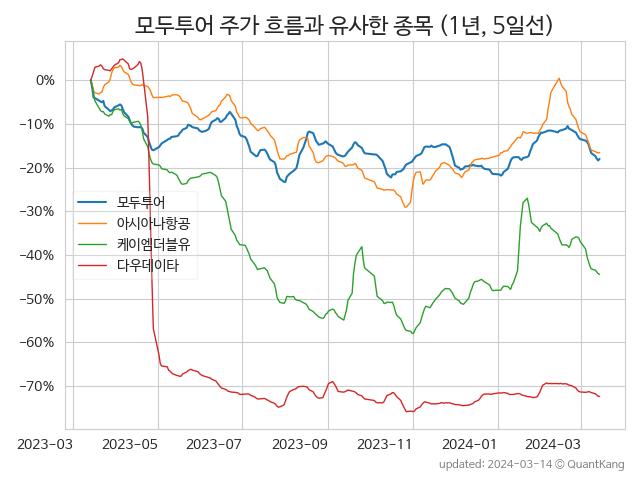 모두투어 주가 흐름과 유사한 종목 (1년, 5일선)
0%
−10%
−20%
−30%
−40%
−50%
−60%
−70%
모두투어
아시아나항공
케이엠더블유
다우데이타
2023-03 2023-05 2023-07 2023-09 2023-11 2024-01 2024-03
updated: 2024-03-14 © QuantKang